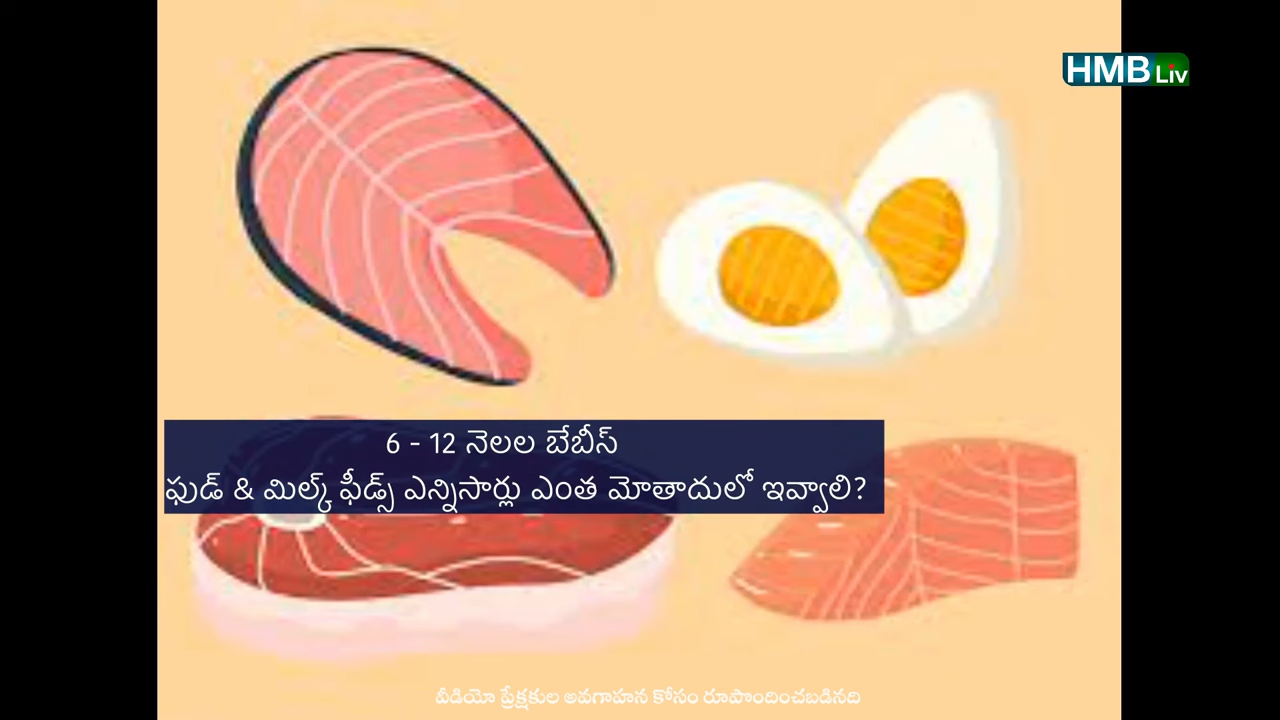 HMB Liv
6 - 12 నెలల బేబీస్
ఫుడ్ & మిల్క్ ఫీడ్స్ ఎన్నిసార్లు ఎంత మోతాదులో ఇవ్వాలి?
వీడియో ప్రేక్షకుల అవగాహన కోసం రూపొందించబడినది